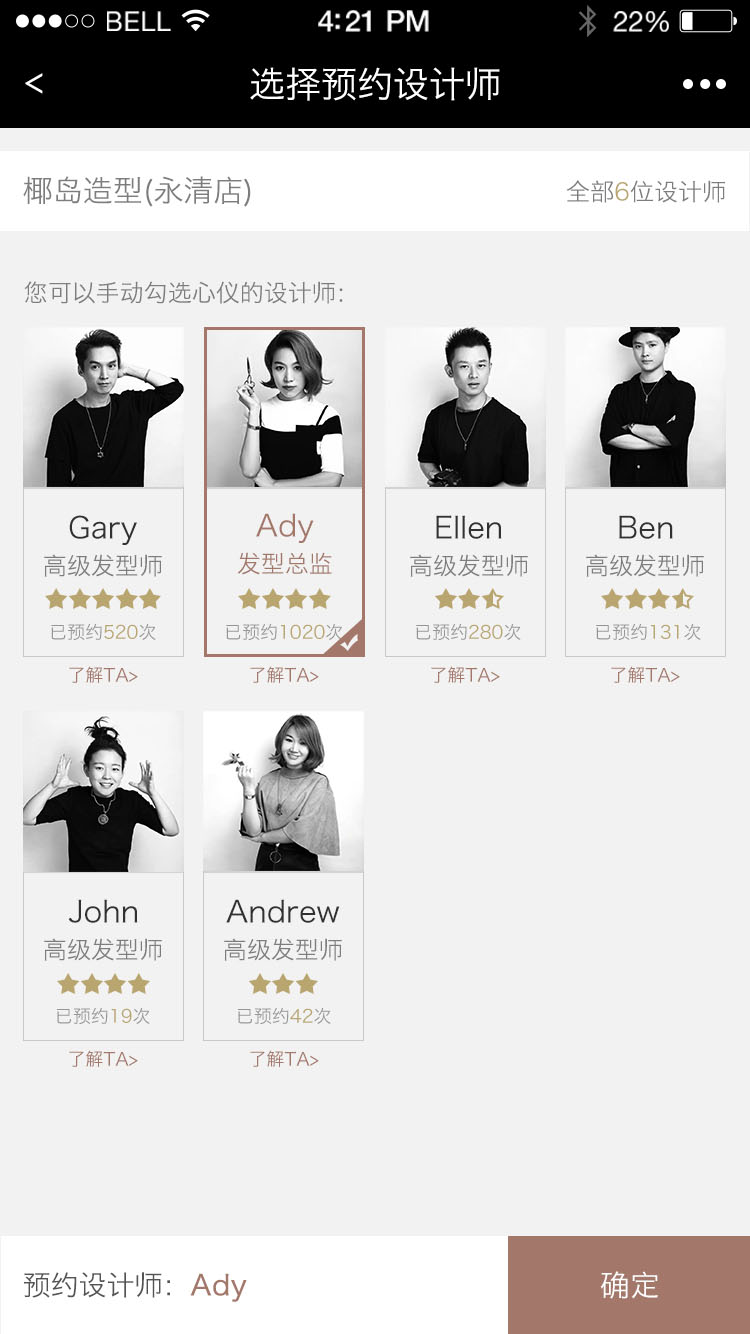 BELL 4:21 PM 22%
< 选择预约设计师
椰岛造型(永清店) 全部6位设计师
您可以手动勾选心仪的设计师:
Gary
高级发型师
已预约520次
了解TA>
Ady
发型总监
已预约1020次
了解TA>
Ellen
高级发型师
已预约280次
了解TA>
Ben
高级发型师
已预约131次
了解TA>
John
高级发型师
已预约19次
了解TA>
Andrew
高级发型师
已预约42次
了解TA>
预约设计师: Ady 确定